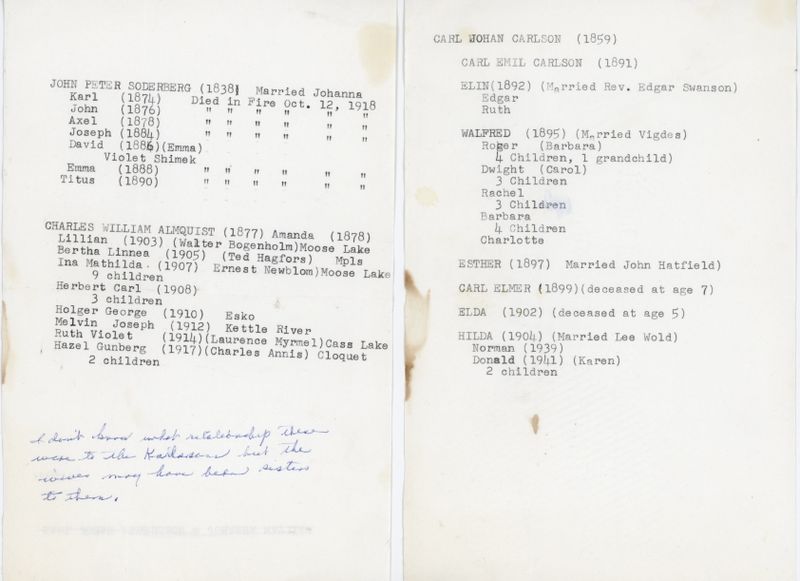 JOHN PETER SODERBERG (1838) Married Johanna
Karl (1874) Died in Fire Oct. 12, 1918
John (1876) " " " " " "
Axel (1878) " " " " " "
Joseph (1884) " " " " " "
David (1886)(Emma)
Violet Shimek
Emma (1888) " " " " " "
Titus (1890) " " " " " "
CHARLES WILLIAM ALMQUIST (1877) Amanda (1878)
Lillian (1903) (Walter Bogenholm)Moose Lake
Bertha Linnea (1905) (Ted Hagfors) Mpls
Ina Mathilda. (1907) Ernest Newblom)Moose Lake
9 children
Herbert Carl (1908)
3 children
Holger George (1910) Esko
Melvin Joseph (1912) Kettle River
Ruth Violet (1914)(Laurence Myrmel)Cass Lake
Hazel Gunberg (1917)(Charles Annis) Cloquet
2 children
I don't know what relationship these
were to the Karlssons but the
wives may have been sisters
to them.
CARL JOHAN CARLSON (1859)
CARL EMIL CARLSON (1891)
ELIN(1892) (Married Rev. Edgar Swanson)
Edgar
Ruth
WALFRED (1895) (Married Vigdes)
Roger (Barbara)
4 Children, 1 grandchild)
Dwight (Carol)
3 Children
Rachel
3 Children
Barbara
4 Children
Charlotte
ESTHER (1897) Married John Hatfield)
CARL ELMER (1899)(deceased at age 7)
ELDA (1902) (deceased at age 5)
HILDA (1904) (Married Lee Wold)
Norman (1939)
Donald (1941) (Karen)
2 children